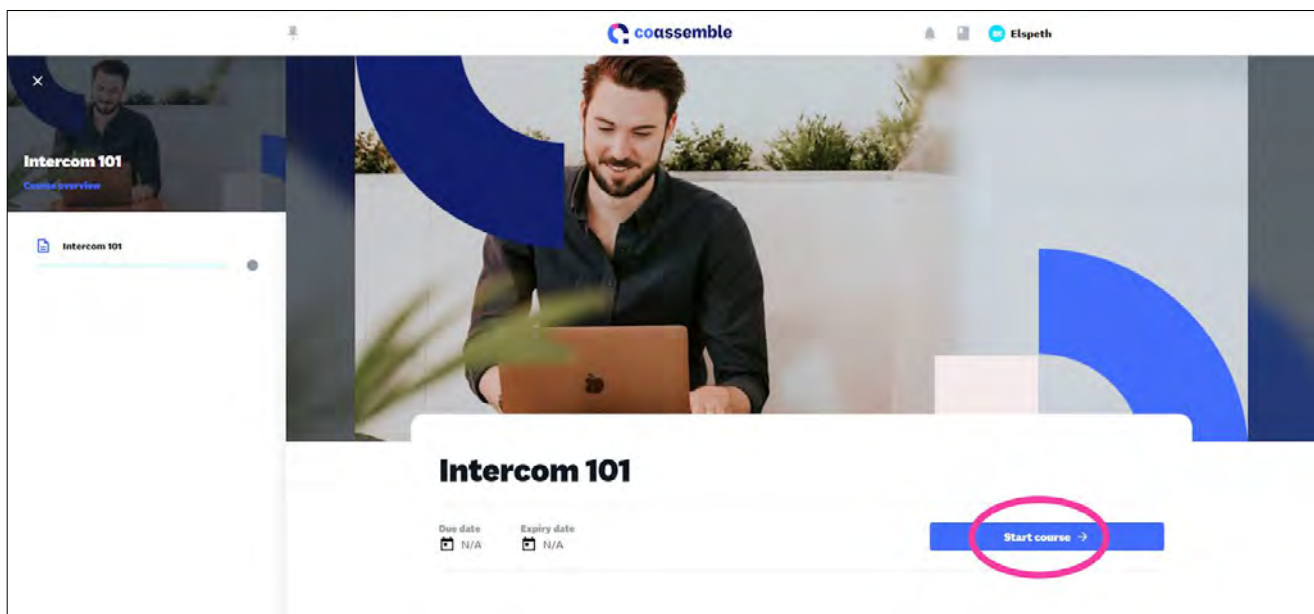 coassemble
Elspeth
Intercom 101
Course overview
Intercom 101
Intercom 101
Due date
Expiry date
N/A
N/A
Start course →